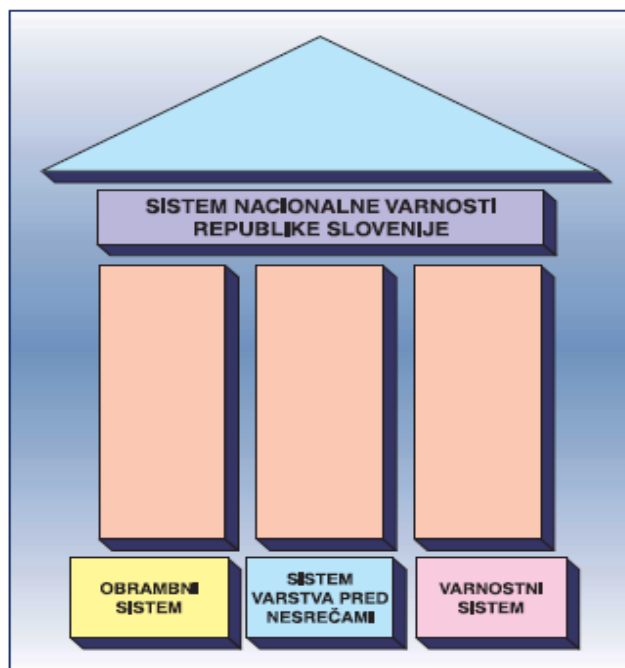 SISTEM NACIONALNE VARNOSTI
REPUBLIKE SLOVENIJE
OBRAMBNI
SISTEM
SISTEM
VARSTVA PRED
NESREČAMI
VARNOSTNI
SISTEM